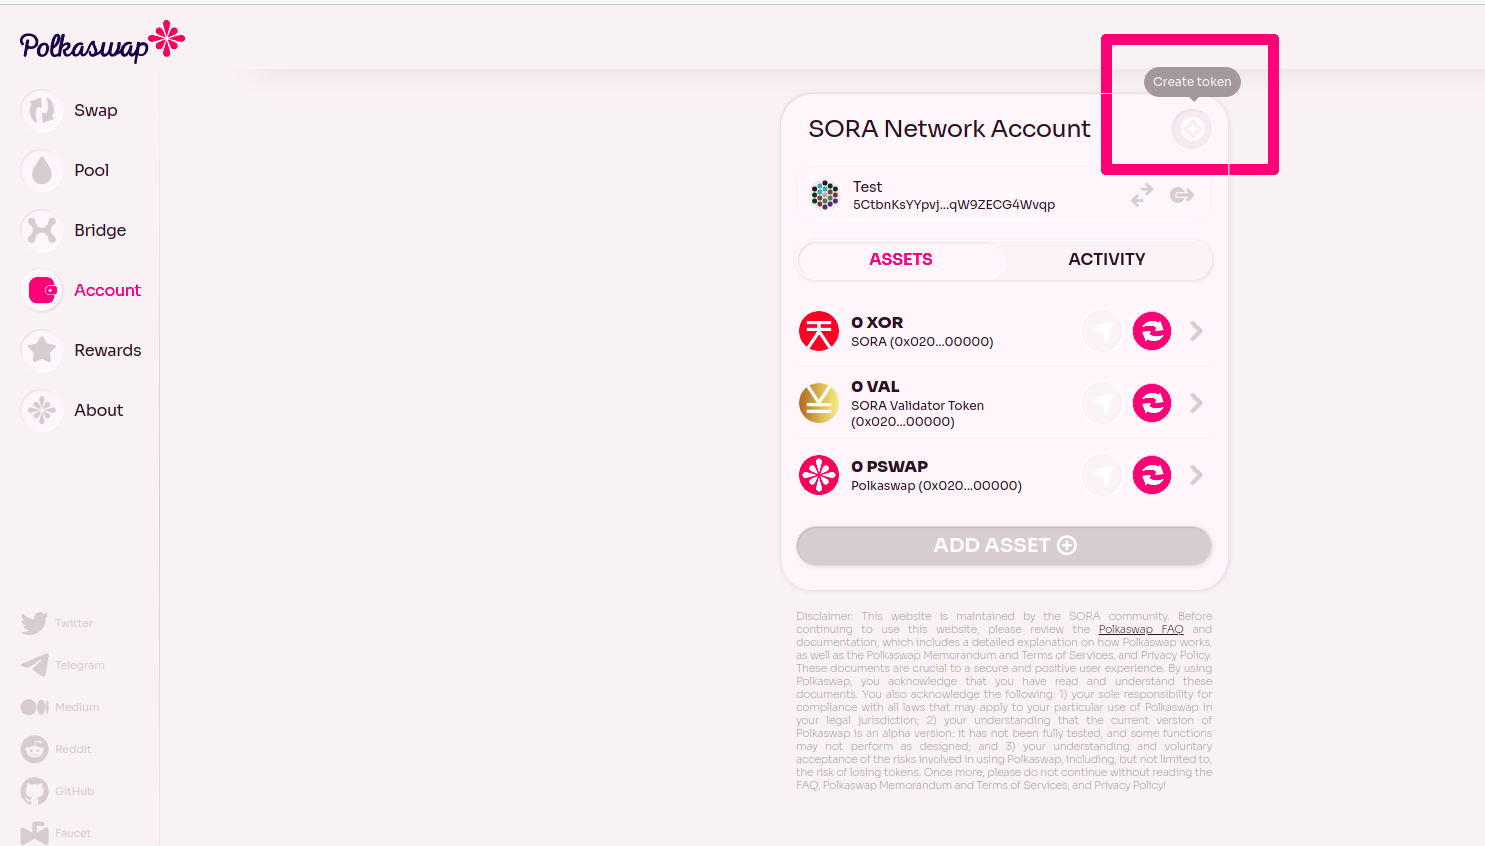 Polkaswap
Swap
Pool
Bridge
Account
Rewards
About
Twitter
Telegram
Medium
Reddit
GitHub
Faucet
Create token
SORA Network Account
Test
5CtbnKsYYpvj...qW9ZECG4Wvqp
ASSETS
ACTIVITY
0 XOR
SORA (0x020...00000)
0 VAL
SORA Validator Token
(0x020...00000)
0 PSWAP
Polkaswap (0x020...00000)
ADD ASSET
Disclaimer: This website is maintained by the SORA community. Before
continuing to use this website, please review the Polkaswap FAQ and
documentation, which includes a detailed explanation on how Polkaswap works,
as well as the Polkaswap Memorandum and Terms of Services, and Privacy Policy.
These documents are crucial to a secure and positive user experience. By using
Polkaswap, you acknowledge that you have read and understand these
documents. You also acknowledge the following: 1) your sole responsibility for
compliance with all laws that may apply to your particular use of Polkaswap in
your legal jurisdiction; 2) your understanding that the current version of
Polkaswap is an alpha version: it has not been fully tested, and some functions
may not perform as designed; and 3) your understanding and voluntary
acceptance of the risks involved in using Polkaswap, including, but not limited to,
the risk of losing tokens. Once more, please do not continue without reading the
FAQ, Polkaswap Memorandum and Terms of Services, and Privacy Policy!